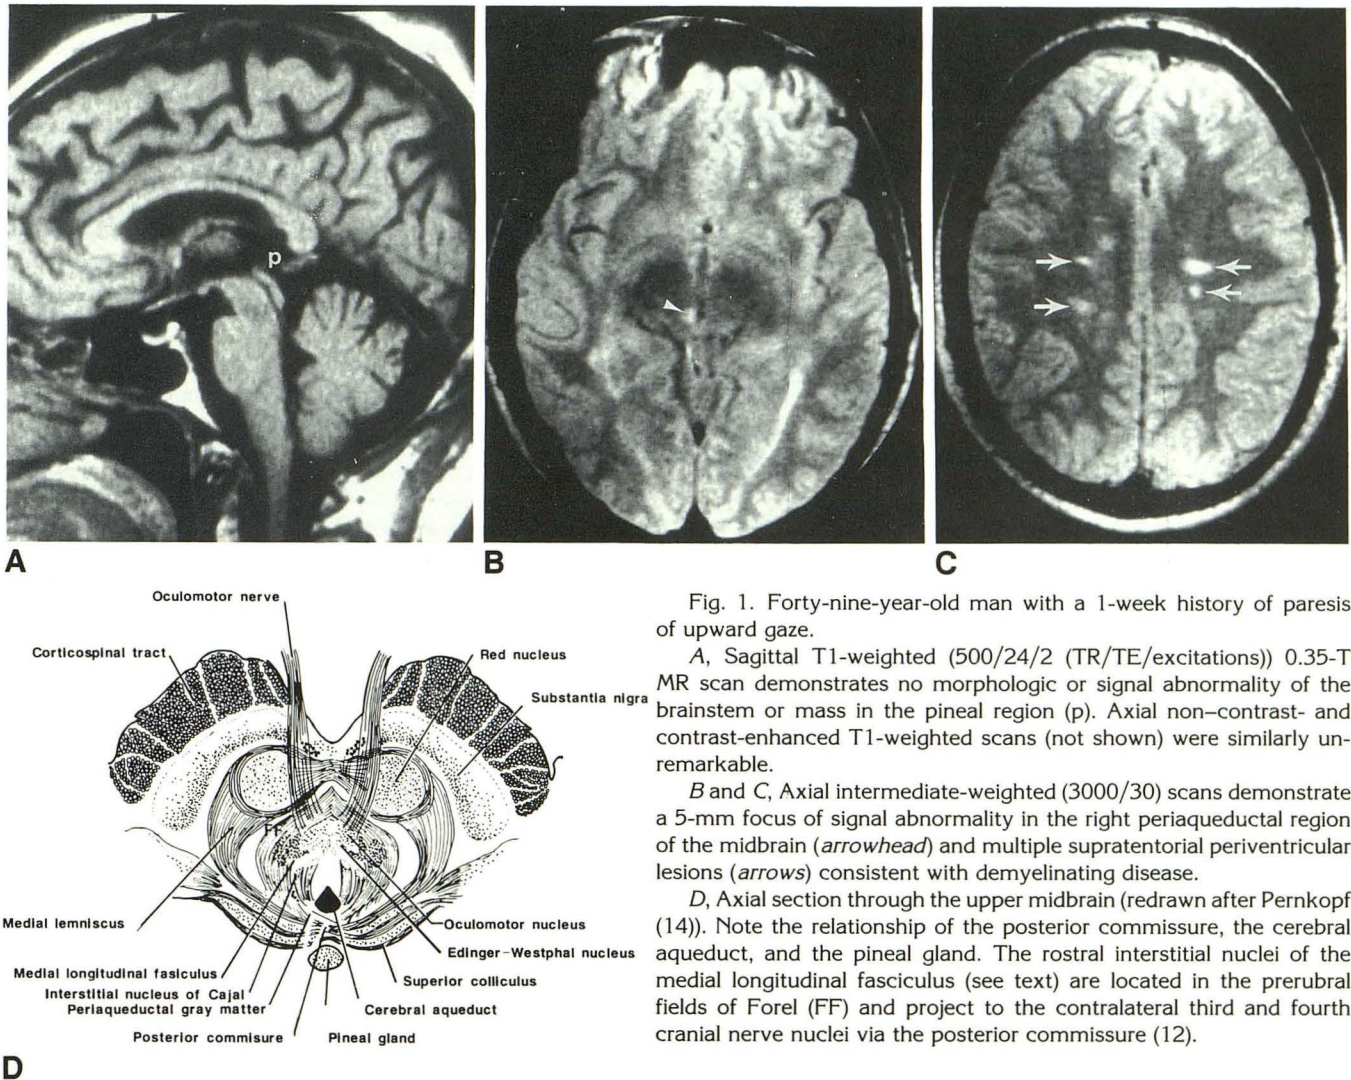 p
A
B
C
Oculomotor nerve
Corticospinal tract
Red nucleus
Substantia nigra
FF
Medial lemniscus
Oculomotor nucleus
Edinger-Westphal nucleus
Medial longitudinal fasiculus
Superior colliculus
Interstitial nucleus of Cajal
Periaqueductal gray matter
Cerebral aqueduct
Posterior commisure
Pineal gland
D
Fig. 1. Forty-nine-year-old man with a 1-week history of paresis
of upward gaze.
A, Sagittal T1-weighted (500/24/2 (TR/TE/excitations)) 0.35-T
MR scan demonstrates no morphologic or signal abnormality of the
brainstem or mass in the pineal region (p). Axial non–contrast- and
contrast-enhanced T1-weighted scans (not shown) were similarly un-
remarkable.
B and C, Axial intermediate-weighted (3000/30) scans demonstrate
a 5-mm focus of signal abnormality in the right periaqueductal region
of the midbrain (arrowhead) and multiple supratentorial periventricular
lesions (arrows) consistent with demyelinating disease.
D, Axial section through the upper midbrain (redrawn after Pernkopf
(14)). Note the relationship of the posterior commissure, the cerebral
aqueduct, and the pineal gland. The rostral interstitial nuclei of the
medial longitudinal fasciculus (see text) are located in the prerubral
fields of Forel (FF) and project to the contralateral third and fourth
cranial nerve nuclei via the posterior commissure (12).